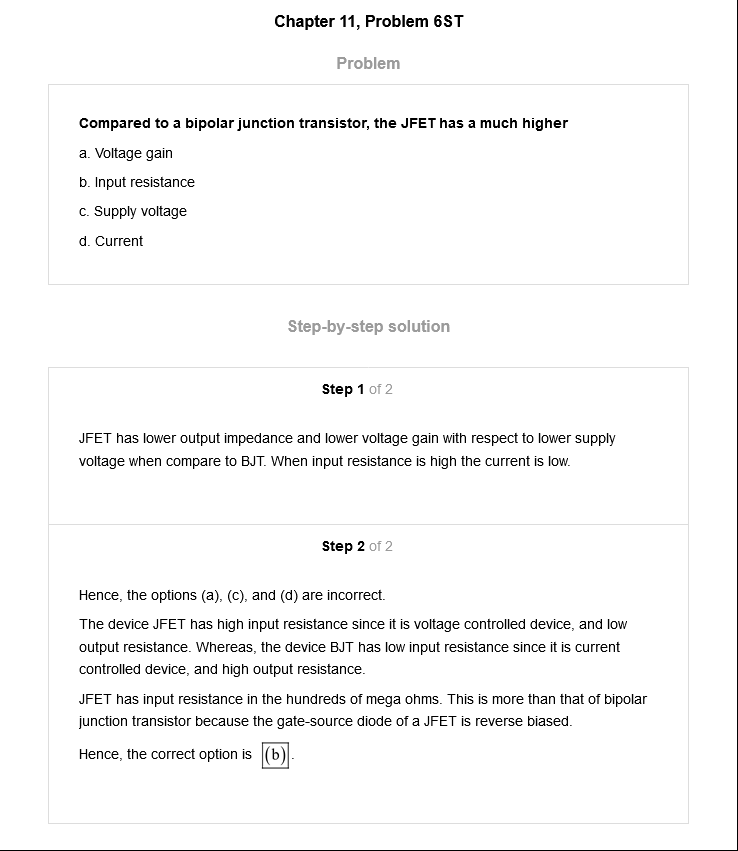 Chapter 11, Problem 6ST
Problem
Compared to a bipolar junction transistor, the JFET has a much higher
a. Voltage gain
b. Input resistance
c. Supply voltage
d. Current
Step-by-step solution
Step 1 of 2
JFET has lower output impedance and lower voltage gain with respect to lower supply
voltage when compare to BJT. When input resistance is high the current is low.
Step 2 of 2
Hence, the options (a), (c), and (d) are incorrect.
The device JFET has high input resistance since it is voltage controlled device, and low
output resistance. Whereas, the device BJT has low input resistance since it is current
controlled device, and high output resistance.
JFET has input resistance in the hundreds of mega ohms. This is more than that of bipolar
junction transistor because the gate-source diode of a JFET is reverse biased.
Hence, the correct option is (b).